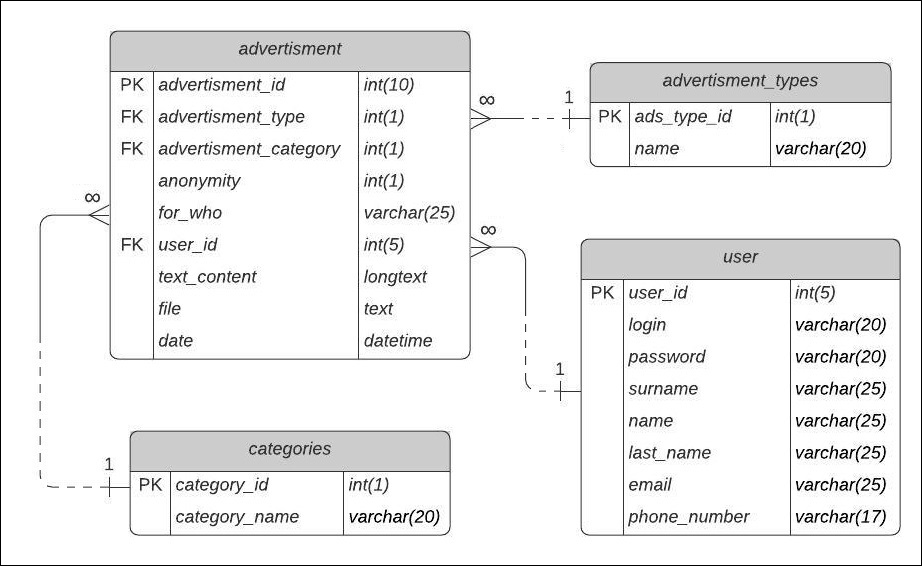 advertisment
PK advertisment_id int(10)
FK advertisment_type int(1)
FK advertisment_category int(1)
anonymity int(1)
for_who varchar(25)
FK user_id int(5)
text_content longtext
file text
date datetime
∞ 1
advertisment_types
PK ads_type_id int(1)
name varchar(20)
∞ 1
user
PK user_id int(5)
login varchar(20)
password varchar(20)
surname varchar(25)
name varchar(25)
last_name varchar(25)
email varchar(25)
phone_number varchar(17)
∞ 1
categories
PK category_id int(1)
category_name varchar(20)